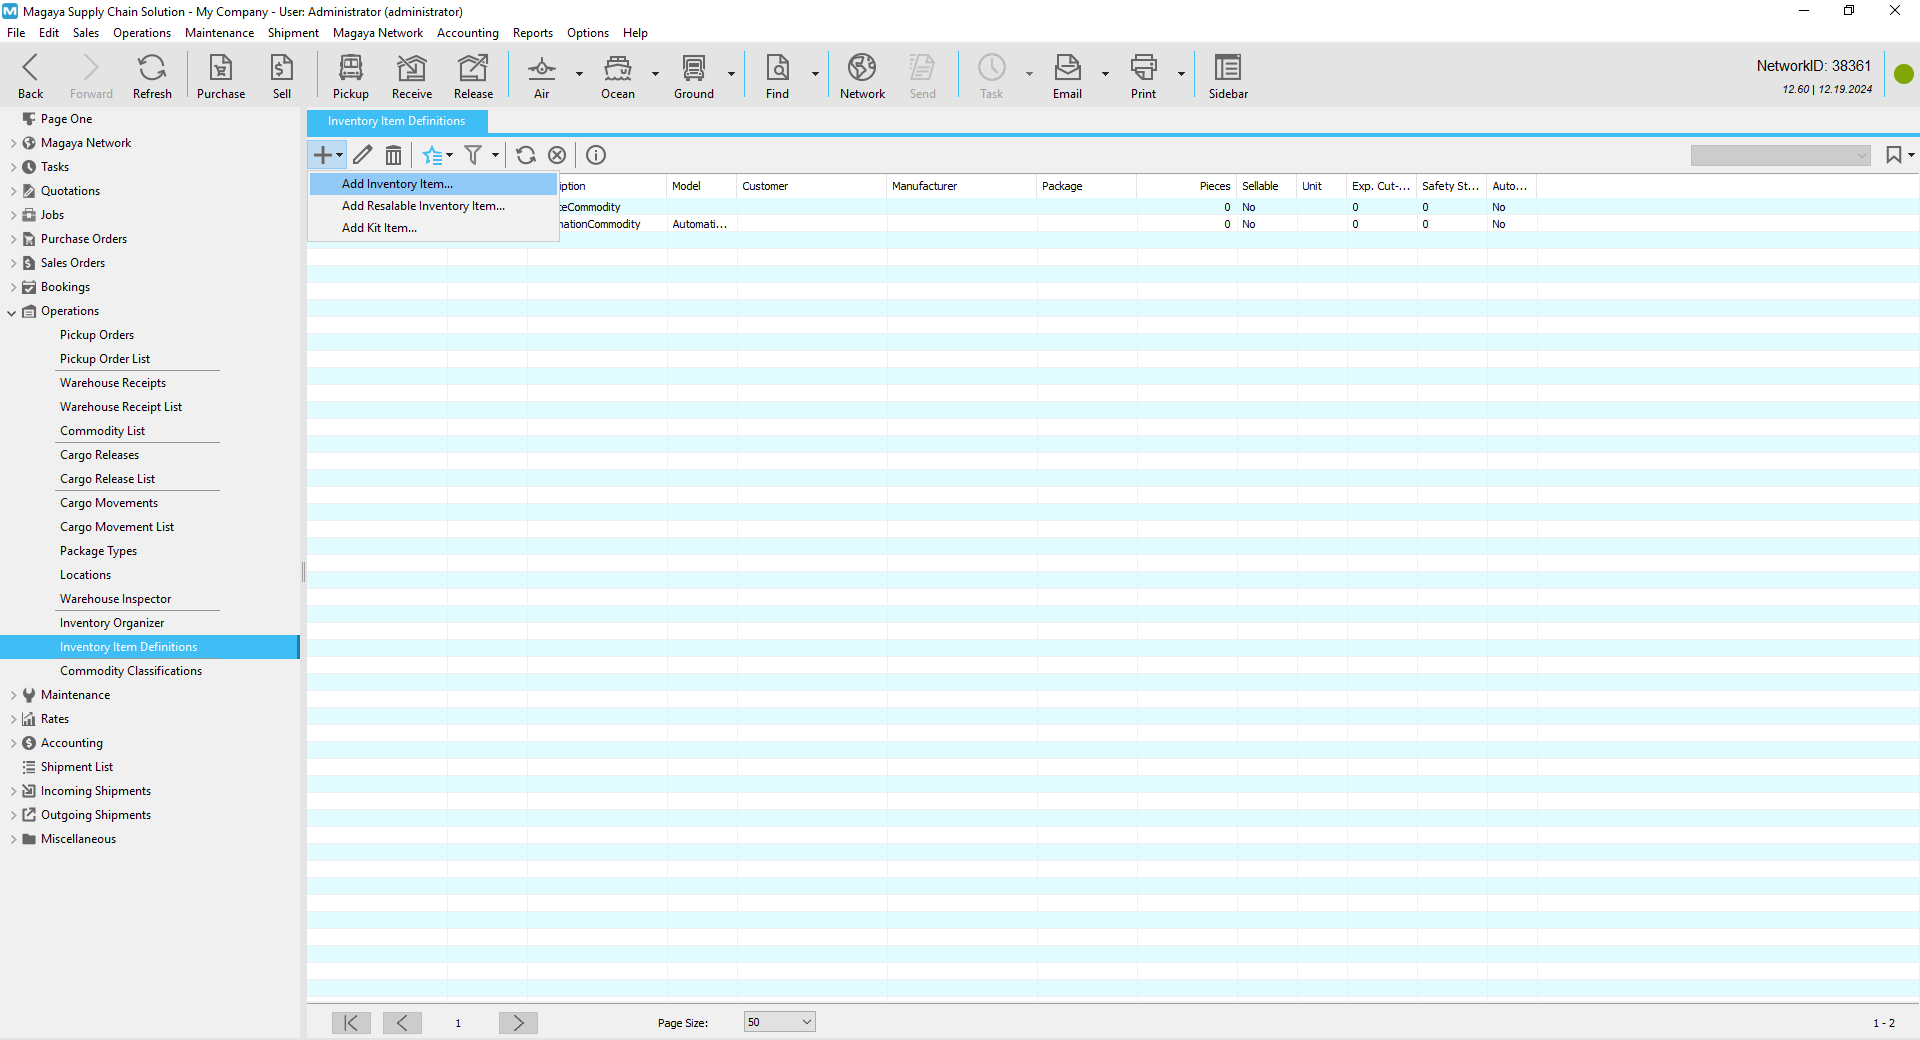 Magaya Supply Chain Solution - My Company - User: Administrator (administrator)
File Edit Sales Operations Maintenance Shipment Magaya Network Accounting Reports Options Help
Back Forward Refresh Purchase Sell Pickup Receive Release Air Ocean Ground Find Network Send Task Email Print Sidebar
NetworkID: 38361
12.60 | 12.19.2024
Page One
Magaya Network
Tasks
Quotations
Jobs
Purchase Orders
Sales Orders
Bookings
Operations
Pickup Orders
Pickup Order List
Warehouse Receipts
Warehouse Receipt List
Commodity List
Cargo Releases
Cargo Release List
Cargo Movements
Cargo Movement List
Package Types
Locations
Warehouse Inspector
Inventory Organizer
Inventory Item Definitions
Commodity Classifications
Maintenance
Rates
Accounting
Shipment List
Incoming Shipments
Outgoing Shipments
Miscellaneous
Inventory Item Definitions
Add Inventory Item...
Add Resalable Inventory Item...
Add Kit Item...
iption Model Customer Manufacturer Package Pieces Sellable Unit Exp. Cut-... Safety St... Auto...
teCommodity 0 No 0 0 No
nationCommodity Automati... 0 No 0 0 No
1 Page Size: 50 1 - 2